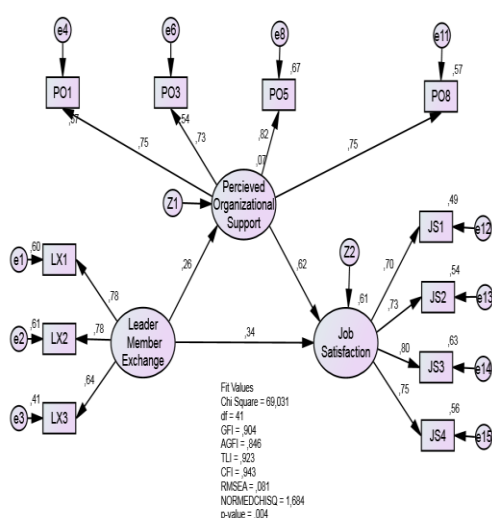 e4
e6
e8
e11
,67
,57
PO1
PO3
PO5
PO8
,57
,54
,75
,73
,82
,75
,07
Z1
Percieved
Organizational
Support
,49
JS1
e12
Z2
,60
e1
LX1
,26
,62
,70
,54
,78
,61
JS2
e13
,61
,73
e2
LX2
,78
Leader
Member
Exchange
,34
Job
Satisfaction
,63
,80
JS3
e14
,64
,41
e3
LX3
,75
,56
JS4
e15
Fit Values
Chi Square = 69,031
df = 41
GFI = ,904
AGFI = ,846
TLI = ,923
CFI = ,943
RMSEA = ,081
NORMEDCHISQ = 1,684
p-value = ,004